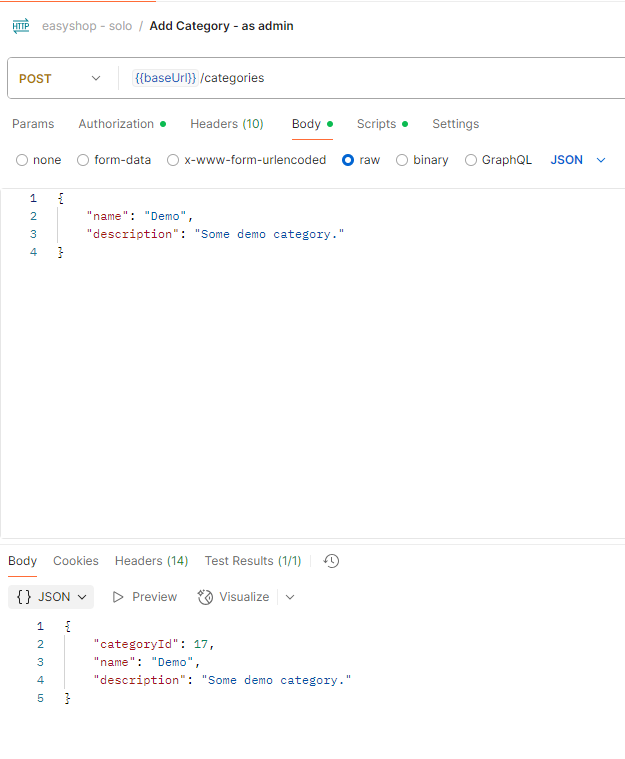 HTTP easyshop - solo / Add Category - as admin
POST {{baseUrl}} /categories
Params Authorization Headers (10) Body Scripts Settings
none form-data x-www-form-urlencoded raw binary GraphQL JSON
1 {
2 "name": "Demo",
3 "description": "Some demo category."
4 }
Body Cookies Headers (14) Test Results (1/1)
{} JSON Preview Visualize
1 {
2 "categoryId": 17,
3 "name": "Demo",
4 "description": "Some demo category."
5 }